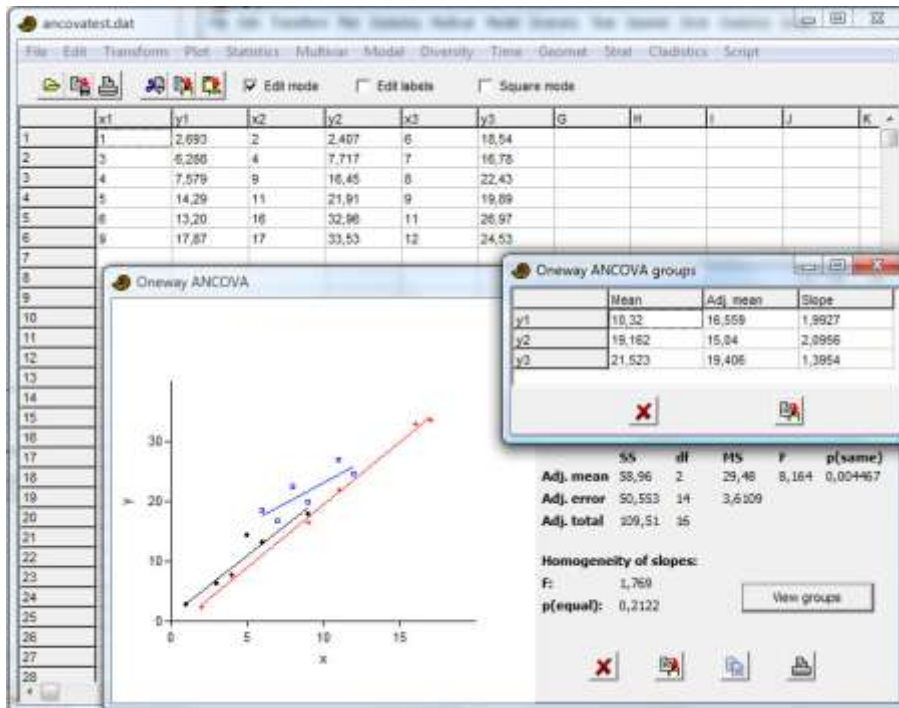 ancovatest.dat
File Edit Transform Plot Statistics Multivar Model Diversity Time Geomet Strat Cladistics Script
Edit mode Edit labels Square mode
x1 y1 x2 y2 x3 y3 G H I J K
1 1 2,693 2 2,407 6 18,54
2 3 6,286 4 7,717 7 16,78
3 4 7,579 9 16,45 8 22,43
4 5 14,29 11 21,91 9 19,89
5 6 13,20 16 32,96 11 26,97
6 9 17,87 17 33,53 12 24,53
7
8
9
10
11
12
13
14
15
16
17
18
19
20
21
22
23
24
25
26
27
28
Oneway ANCOVA groups
Mean Adj. mean Slope
y1 10,32 16,559 1,9927
y2 19,162 15,04 2,0956
y3 21,523 19,406 1,3954
Oneway ANCOVA
30
20
10
0
y
0 5 10 15
x
SS df MS F p(same)
Adj. mean 58,96 2 29,48 8,164 0,004467
Adj. error 50,553 14 3,6109
Adj. total 109,51 16
Homogeneity of slopes:
F: 1,769
p(equal): 0,2122
View groups